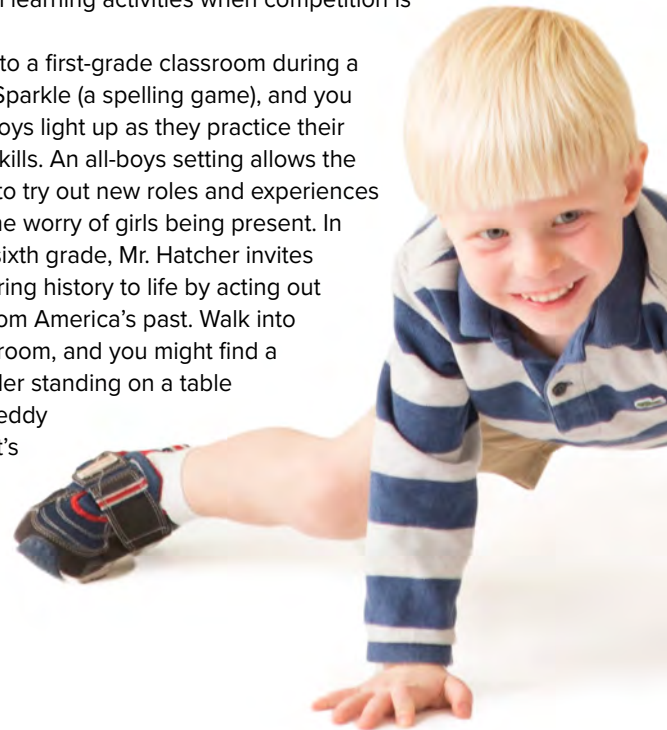 learning activities when competition is
to a first-grade classroom during a
Sparkle (a spelling game), and you
oys light up as they practice their
kills. An all-boys setting allows the
to try out new roles and experiences
he worry of girls being present. In
sixth grade, Mr. Hatcher invites
ring history to life by acting out
om America's past. Walk into
room, and you might find a
der standing on a table
eddy
t's